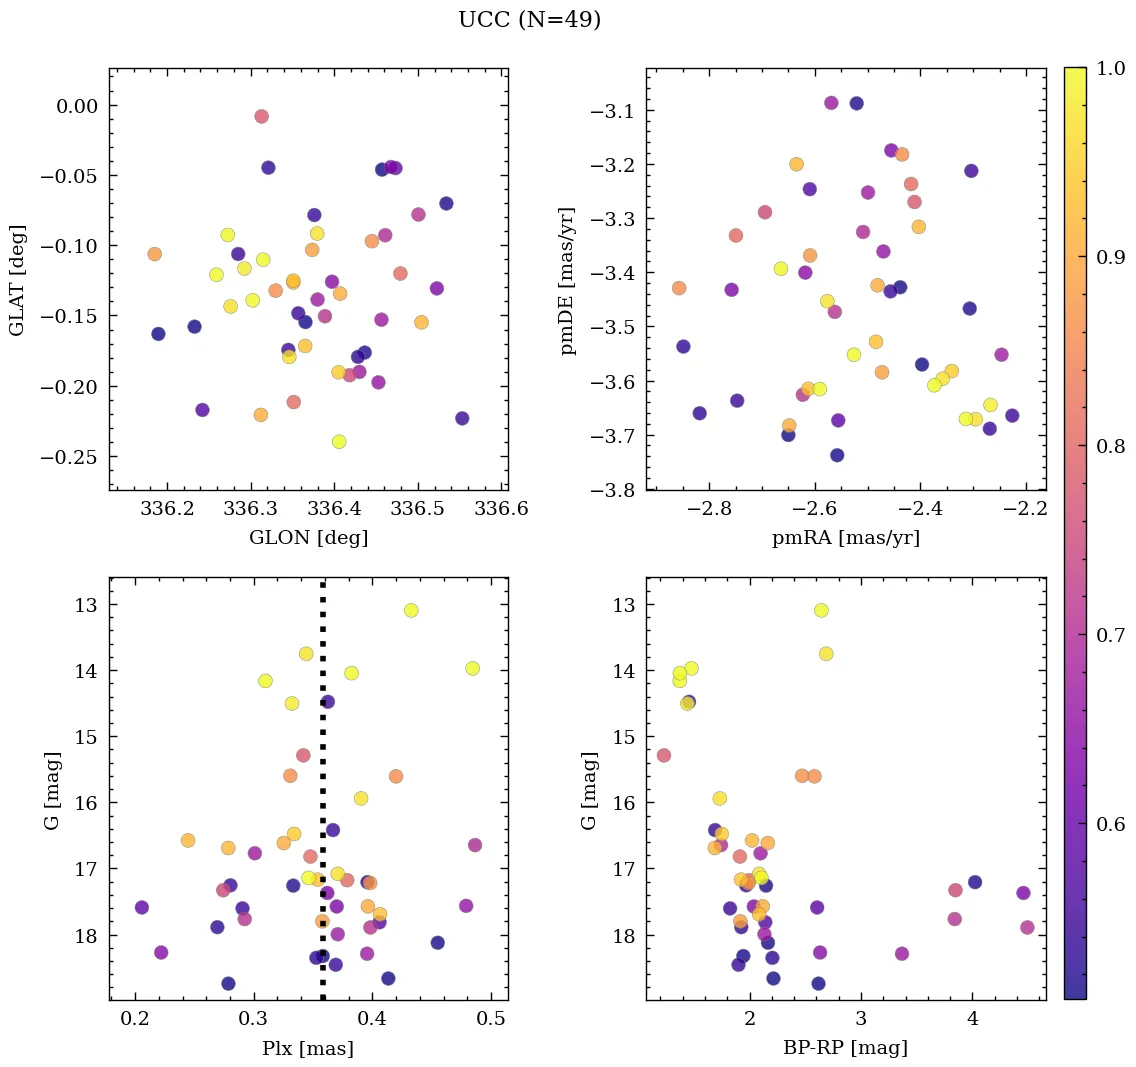 UCC (N=49)
0.00
−0.05
−0.10
−0.15
−0.20
−0.25
GLAT [deg]
336.2 336.3 336.4 336.5 336.6
GLON [deg]
−3.1
−3.2
−3.3
−3.4
−3.5
−3.6
−3.7
−3.8
pmDE [mas/yr]
−2.8 −2.6 −2.4 −2.2
pmRA [mas/yr]
1.0
0.9
0.8
0.7
0.6
13
14
15
16
17
18
G [mag]
0.2 0.3 0.4 0.5
Plx [mas]
13
14
15
16
17
18
G [mag]
2 3 4
BP-RP [mag]